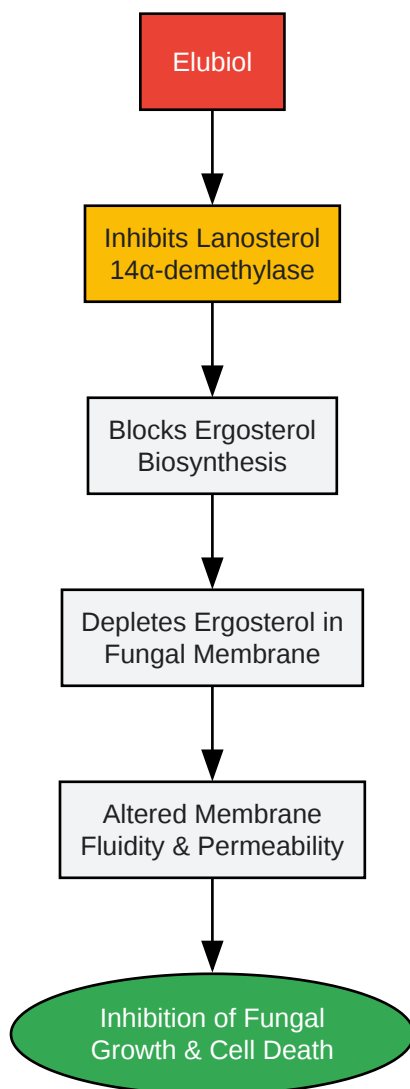 Elubiol
Inhibits Lanosterol
14α-demethylase
Blocks Ergosterol
Biosynthesis
Depletes Ergosterol in
Fungal Membrane
Altered Membrane
Fluidity & Permeability
Inhibition of Fungal
Growth & Cell Death